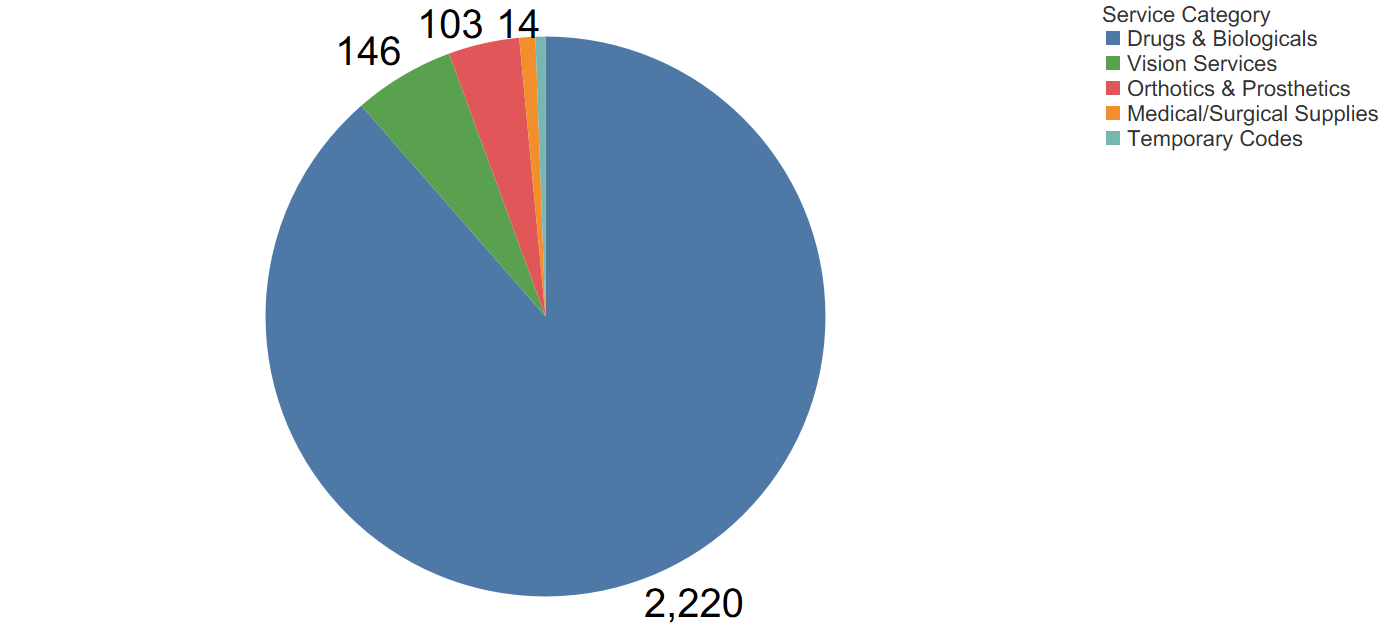 103 14
146
2,220
Service Category
Drugs & Biologicals
Vision Services
Orthotics & Prosthetics
Medical/Surgical Supplies
Temporary Codes